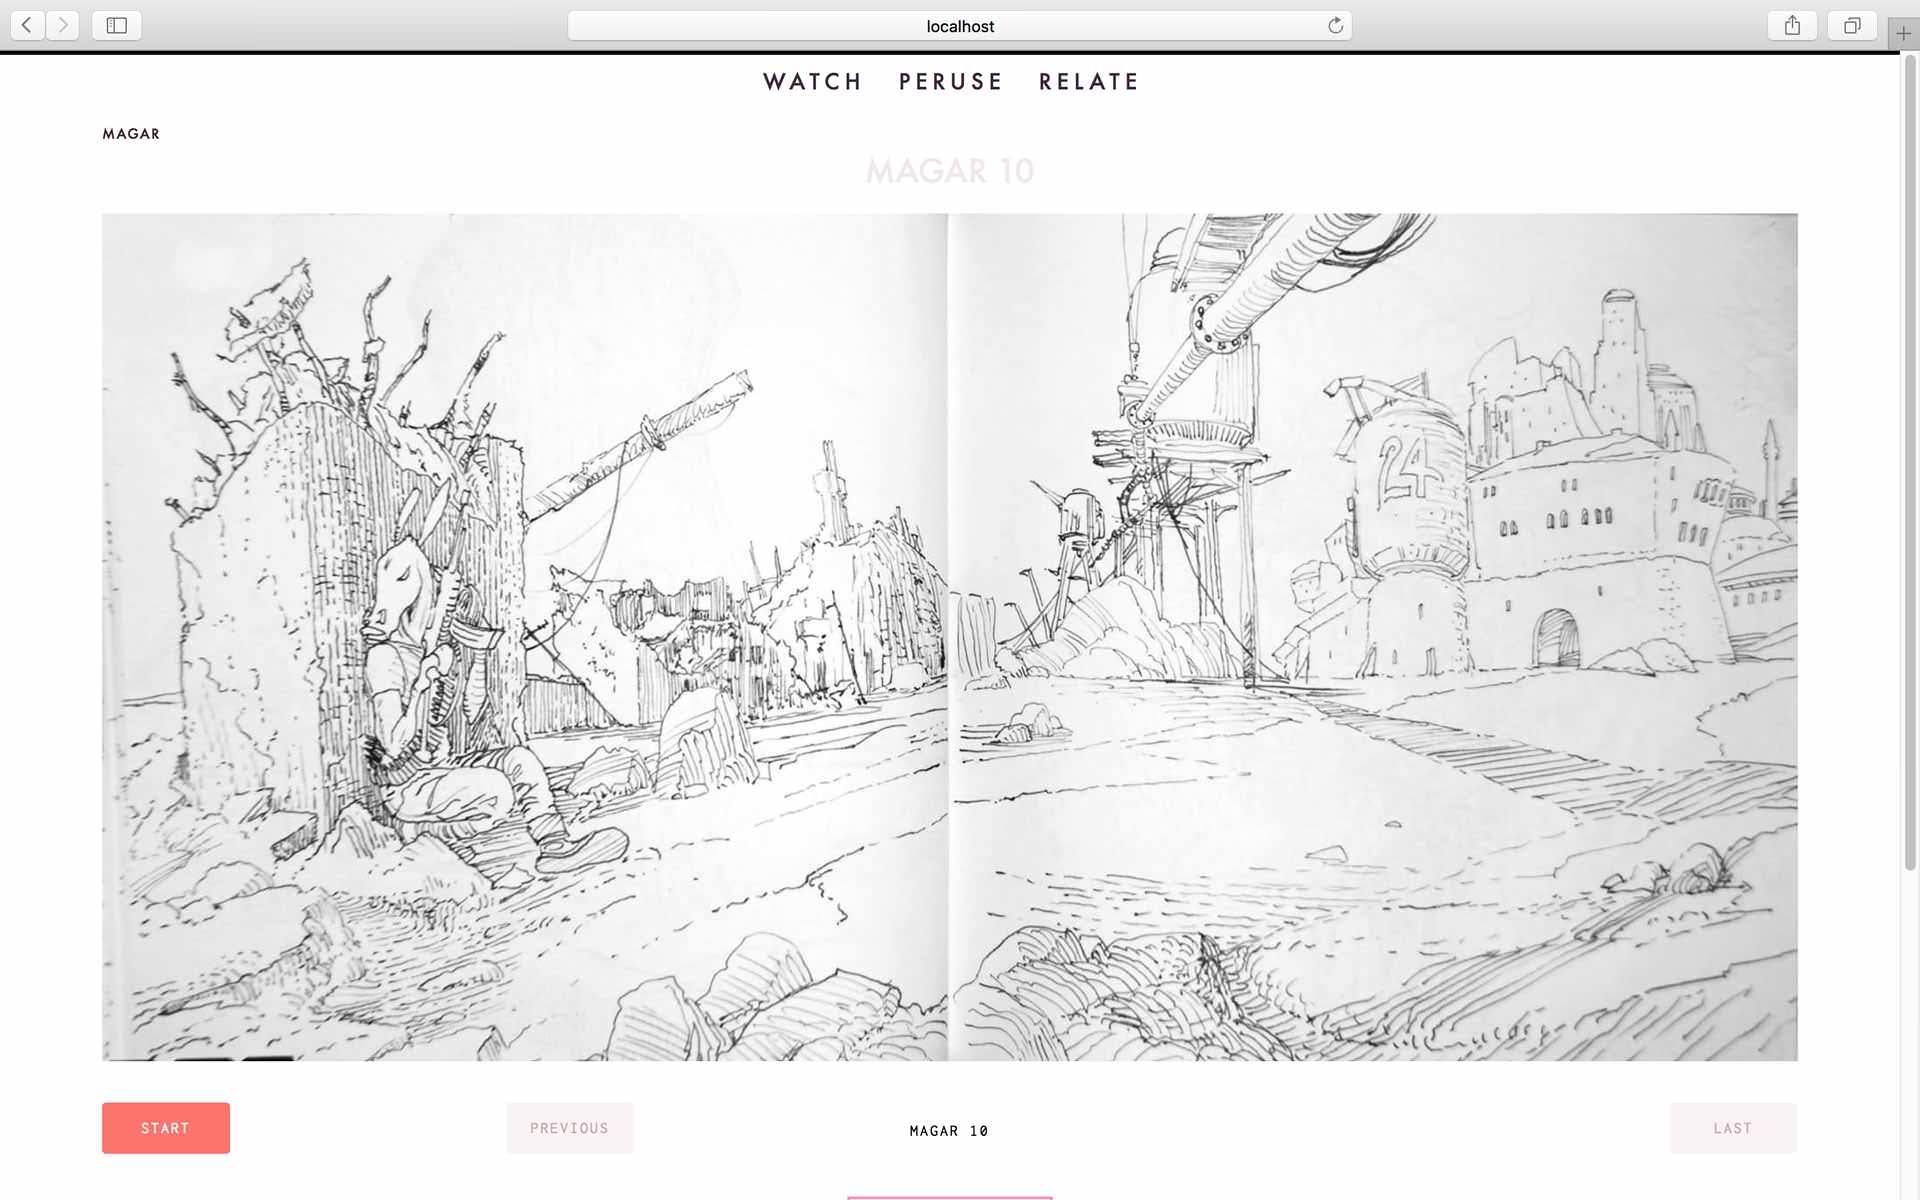 localhost
WATCH PERUSE RELATE
MAGAR
MAGAR 10
24
START PREVIOUS MAGAR 10 LAST